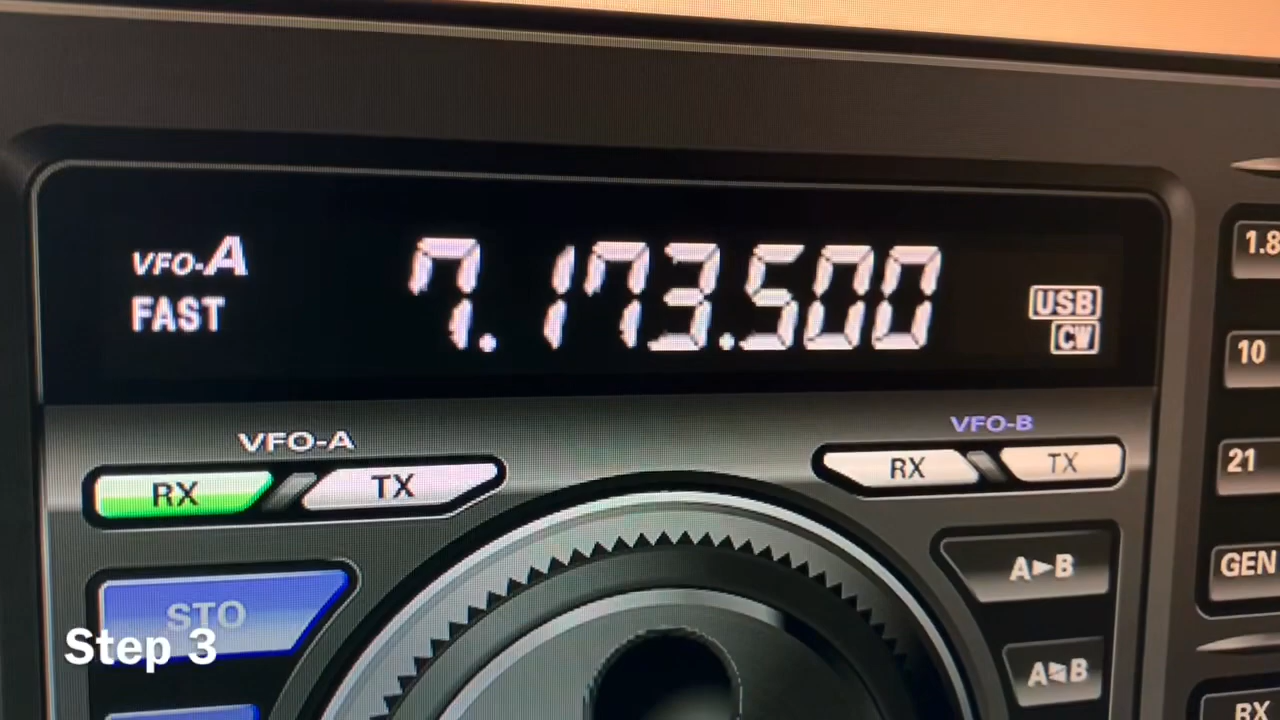 VFO-A
FAST
7.173.500
USB
CW
VFO-A
RX
TX
VFO-B
RX
TX
STO
A►B
A◄►B
1.8
10
21
GEN
RX
Step 3